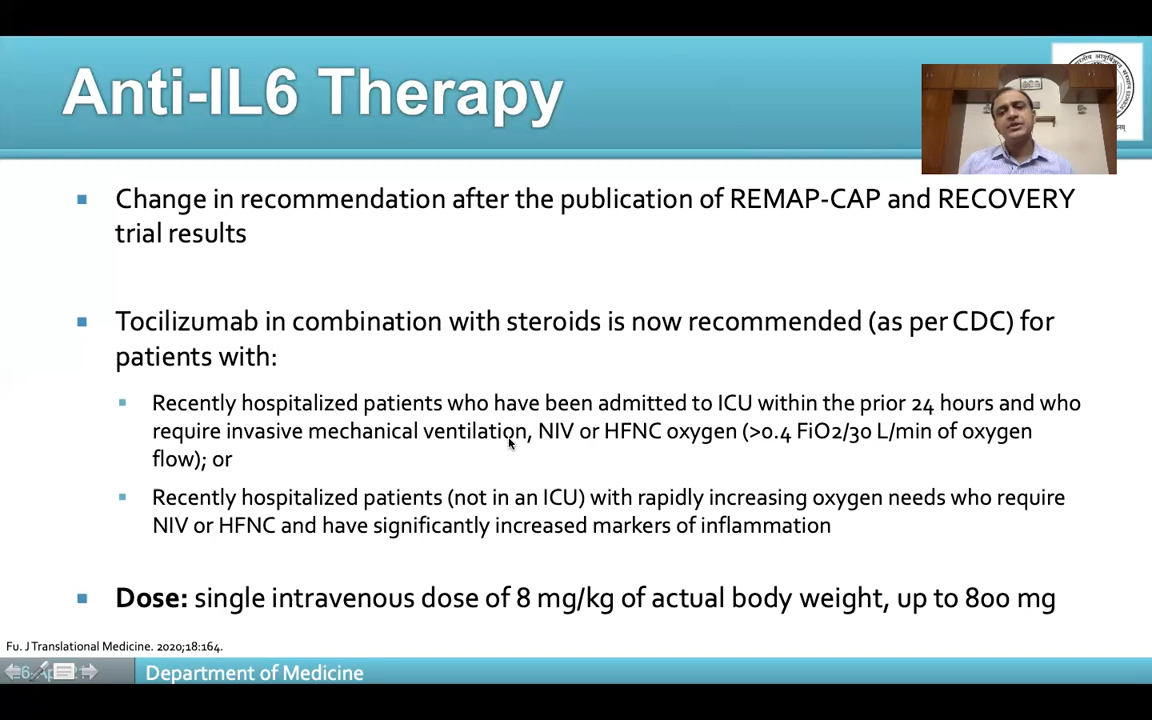 Anti-IL6 Therapy
Change in recommendation after the publication of REMAP-CAP and RECOVERY
trial results
Tocilizumab in combination with steroids is now recommended (as per CDC) for
patients with:
Recently hospitalized patients who have been admitted to ICU within the prior 24 hours and who
require invasive mechanical ventilation, NIV or HFNC oxygen (>0.4 FiO2/30 L/min of oxygen
flow); or
Recently hospitalized patients (not in an ICU) with rapidly increasing oxygen needs who require
NIV or HFNC and have significantly increased markers of inflammation
Dose: single intravenous dose of 8 mg/kg of actual body weight, up to 800 mg
Fu. J Translational Medicine. 2020;18:164.
Department of Medicine